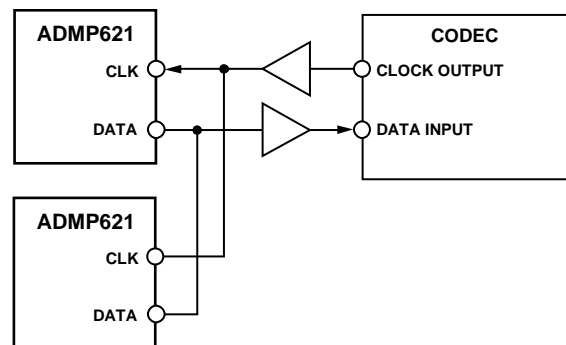 ADMP621
CLK
DATA
CODEC
CLOCK OUTPUT
DATA INPUT
ADMP621
CLK
DATA